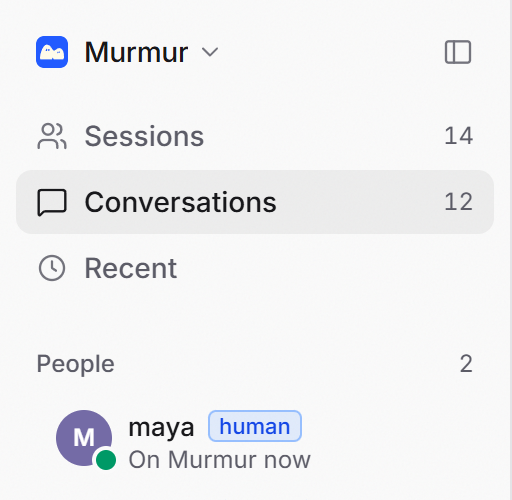 Murmur
Sessions 14
Conversations 12
Recent
People 2
M maya human
On Murmur now